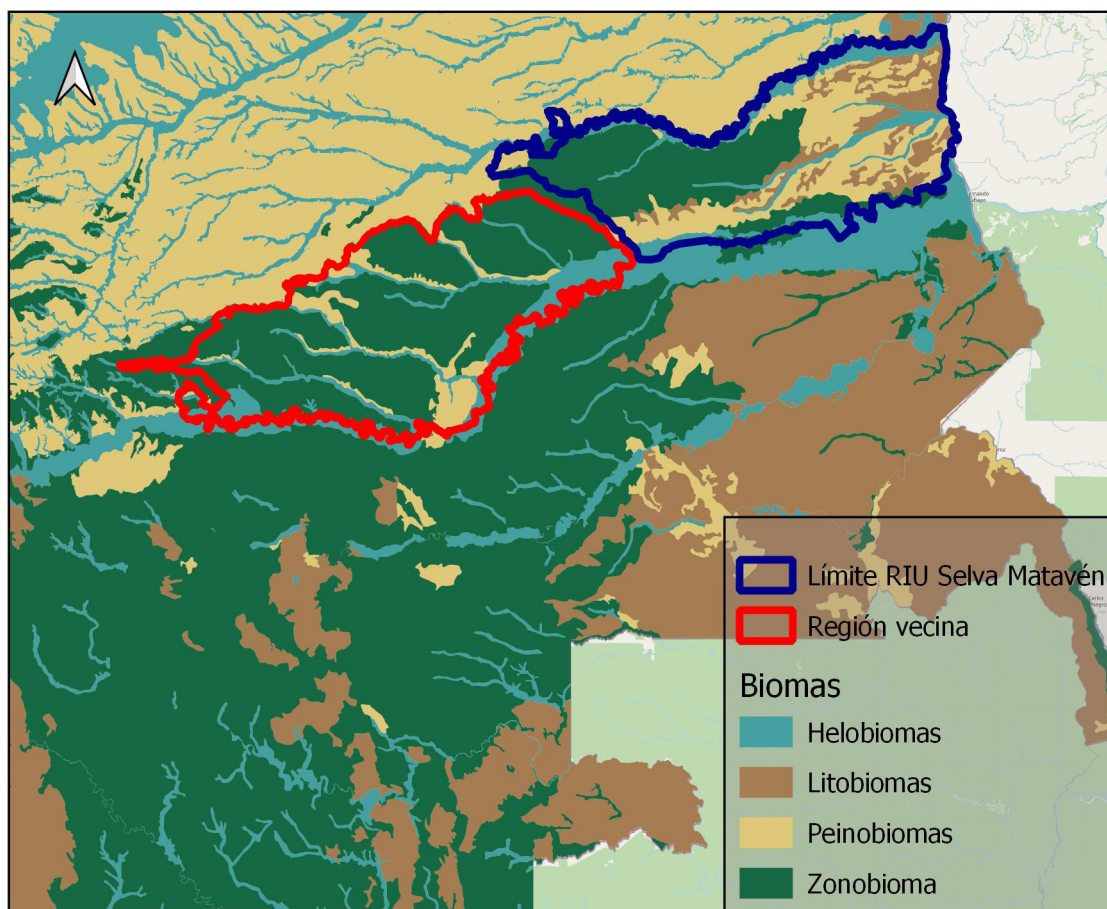 Límite RIU Selva Matavén
Región vecina
Biomas
Helobiomas
Litobiomas
Peinobiomas
Zonobioma